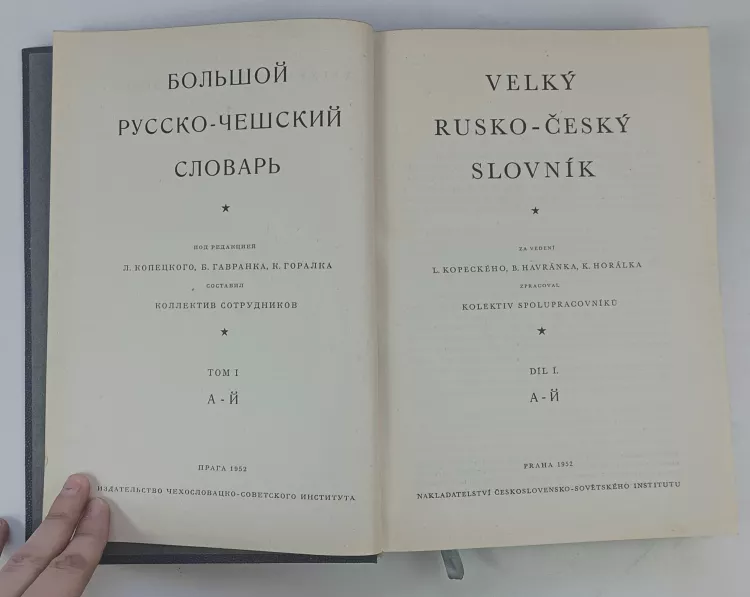 БОЛЬШОЙ
РУССКО-ЧЕШСКИЙ
СЛОВАРЬ
★
ПОД РЕДАКЦИЕЙ
Л. КОПЕЦКОГО, Б. ГАВРАНКА, К. ГОРАЛКА
СОСТАВИЛ
КОЛЛЕКТИВ СОТРУДНИКОВ
★
ТОМ I
А - Й
ПРАГА 1952
ИЗДАТЕЛЬСТВО ЧЕХОСЛОВАЦКО-СОВЕТСКОГО ИНСТИТУТА
VELKÝ
RUSKO-ČESKÝ
SLOVNÍK
★
ZA VEDENÍ
L. KOPECKÉHO, B. HAVRÁNKA, K. HORÁLKA
ZPRACOVAL
KOLEKTIV SPOLUPRACOVNÍKŮ
★
DÍL I.
А - Й
PRAHA 1952
NAKLADATELSTVÍ ČESKOSLOVENSKO-SOVĚTSKÉHO INSTITUTU